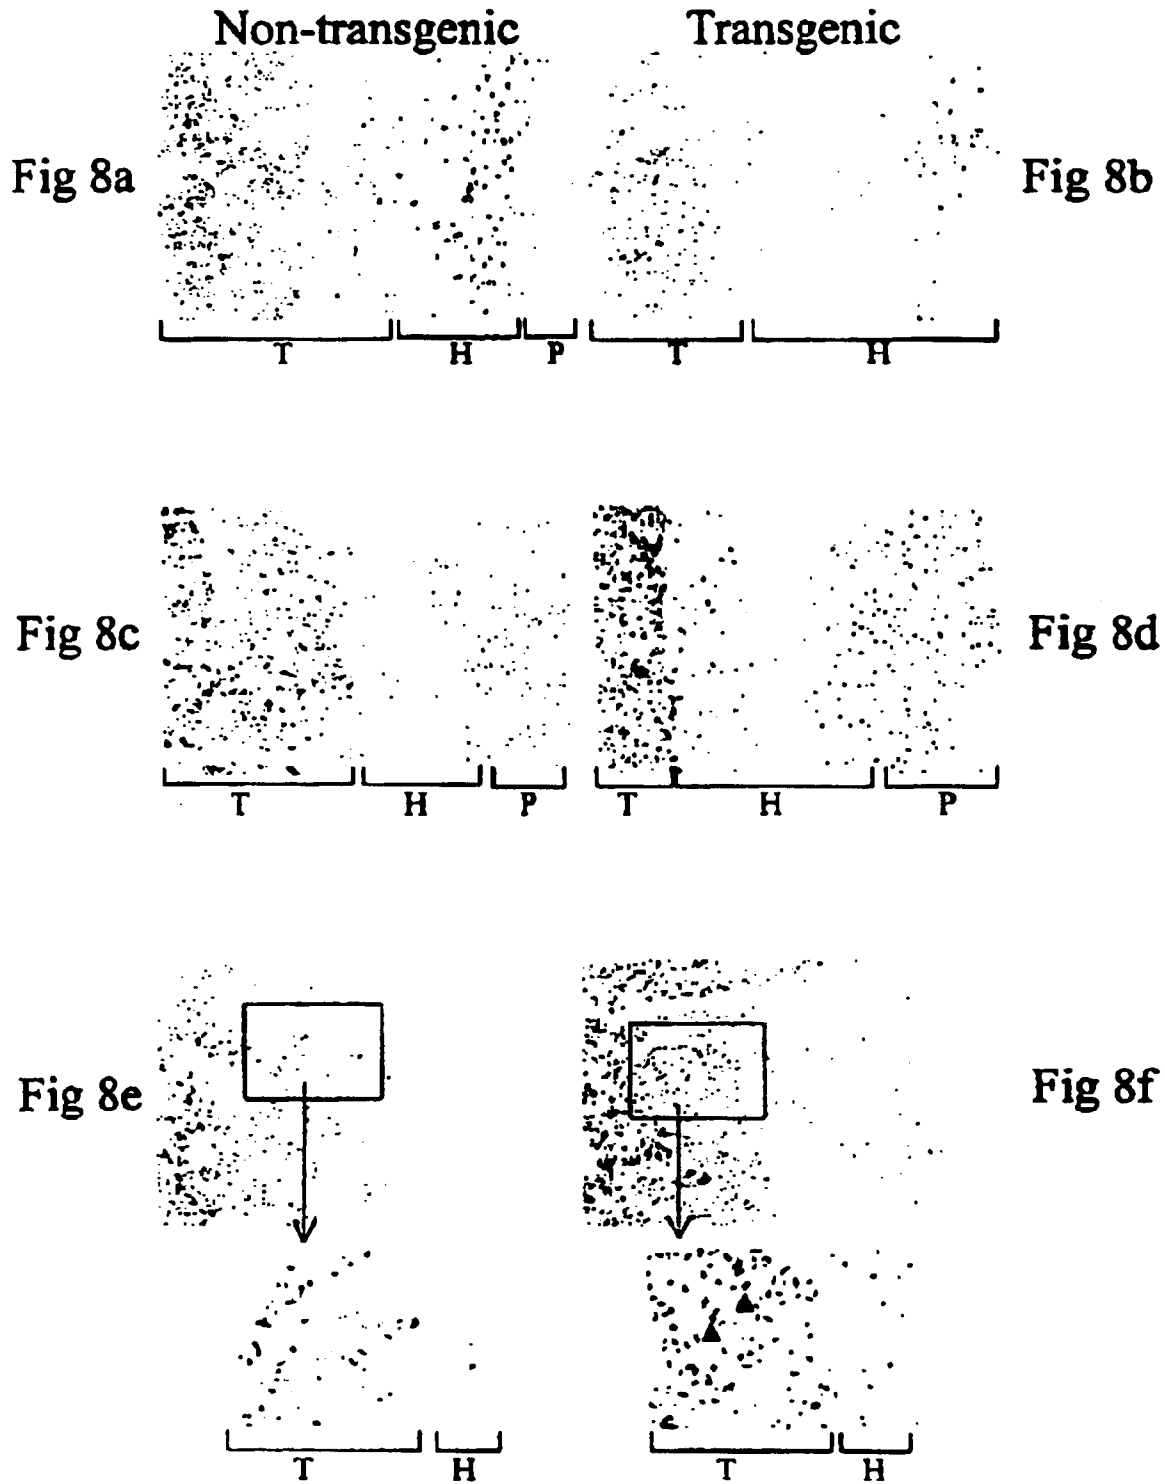 Non-transgenic Transgenic
Fig 8a Fig 8b
T H P T H
Fig 8c Fig 8d
T H P T H P
Fig 8e Fig 8f
T H T H